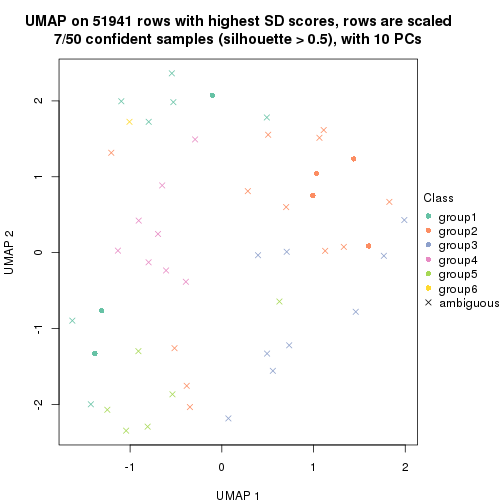 UMAP on 51941 rows with highest SD scores, rows are scaled
7/50 confident samples (silhouette > 0.5), with 10 PCs
UMAP 2
2
1
0
-1
-2
-1
0
1
2
UMAP 1
Class
group1
group2
group3
group4
group5
group6
ambiguous